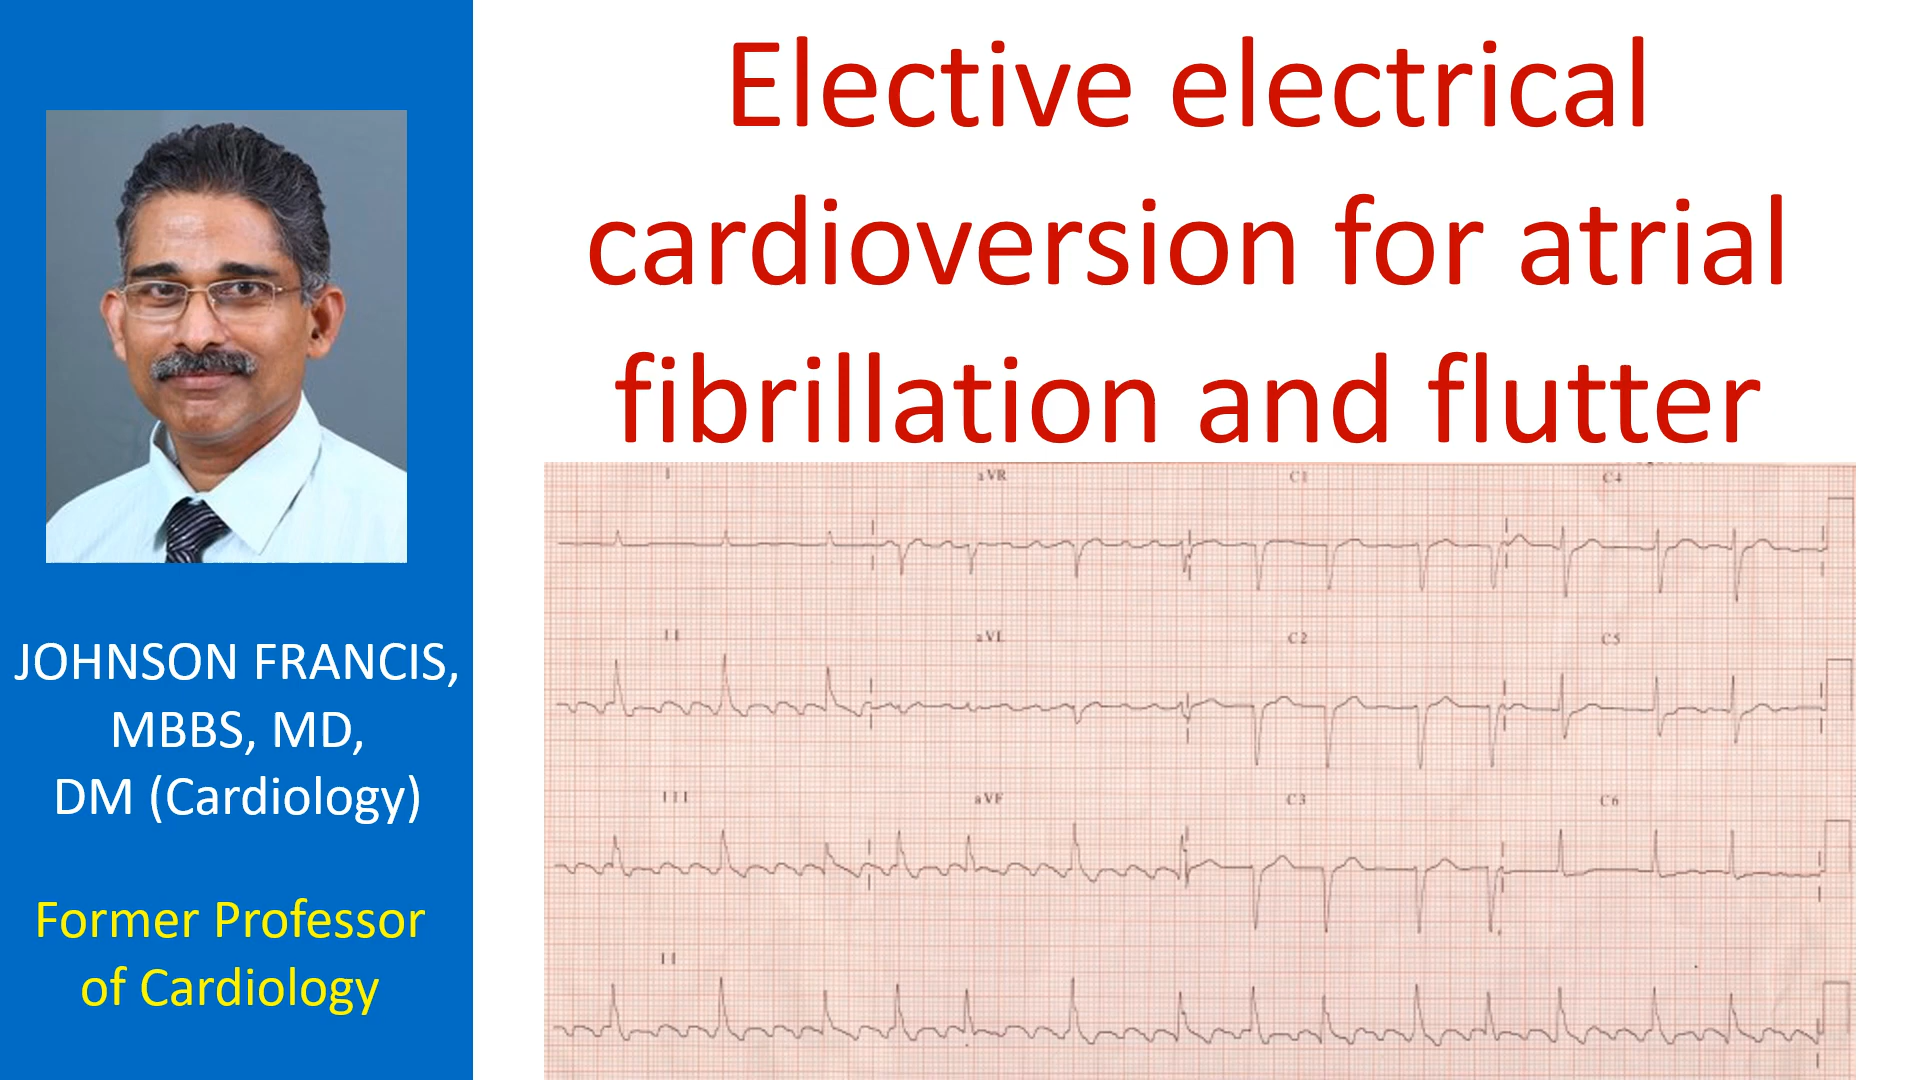 Elective electrical
cardioversion for atrial
fibrillation and flutter
JOHNSON FRANCIS,
MBBS, MD,
DM (Cardiology)
Former Professor
of Cardiology
I aVR C1 C4
II aVL C2 C5
III aVF C3 C6
II